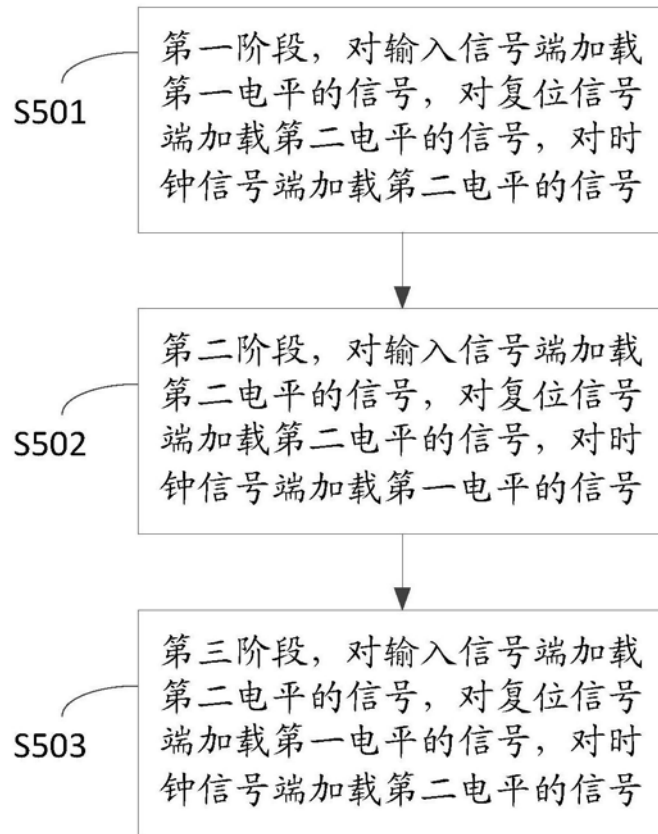 S501
第一阶段，对输入信号端加载
第一电平的信号，对复位信号
端加载第二电平的信号，对时
钟信号端加载第二电平的信号
S502
第二阶段，对输入信号端加载
第二电平的信号，对复位信号
端加载第二电平的信号，对时
钟信号端加载第一电平的信号
S503
第三阶段，对输入信号端加载
第二电平的信号，对复位信号
端加载第一电平的信号，对时
钟信号端加载第二电平的信号